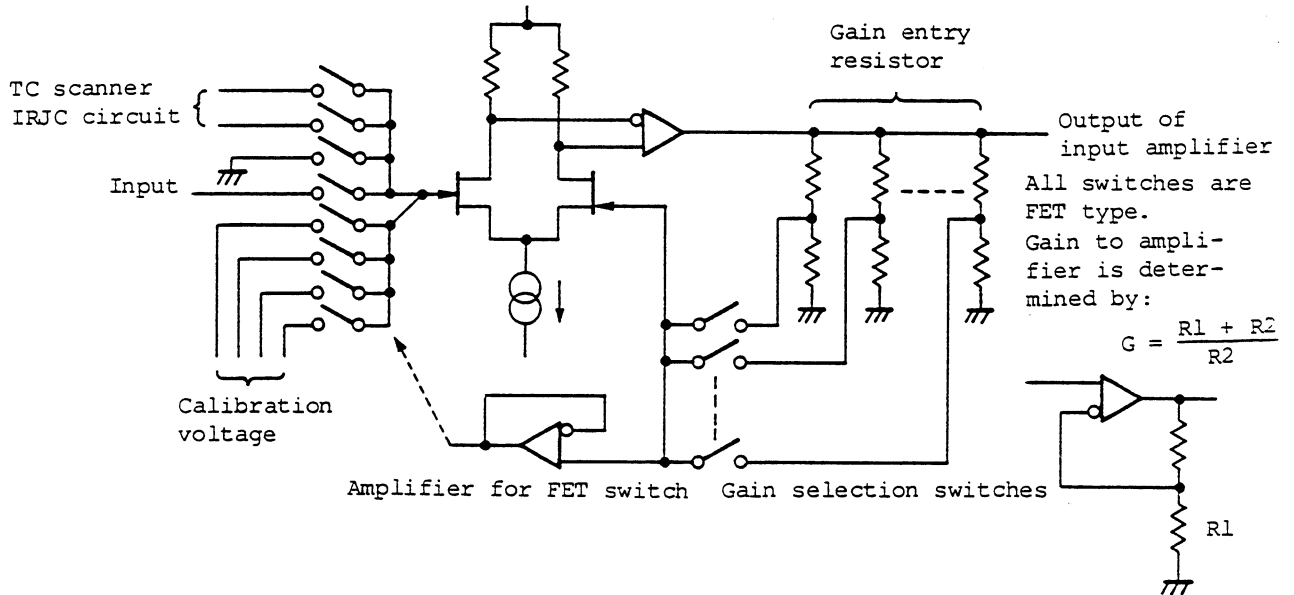 Gain entry
resistor
TC scanner
IRJC circuit
Input
Output of
input amplifier
All switches are
FET type.
Gain to ampli-
fier is deter-
mined by:
G = R1 + R2
R2
Calibration
voltage
Amplifier for FET switch
Gain selection switches
R1